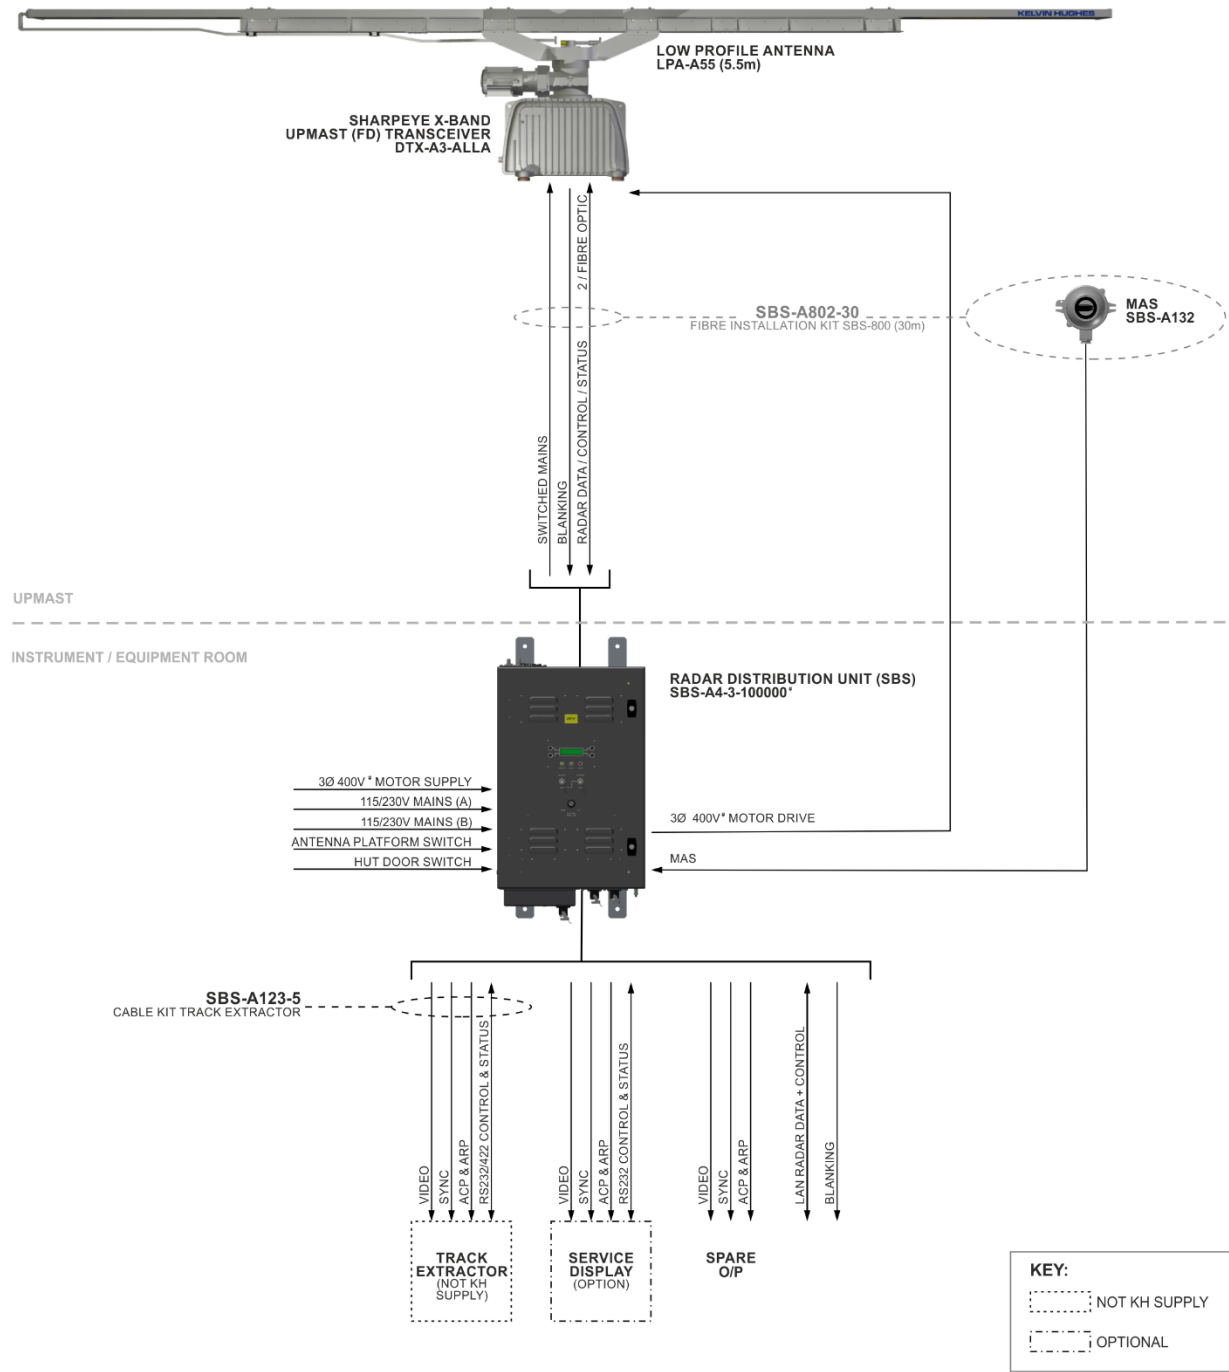 KELVIN HUGHES
LOW PROFILE ANTENNA
LPA-A55 (5.5m)
SHARPEYE X-BAND
UPMAST (FD) TRANSCEIVER
DTX-A3-ALLA
SWITCHED MAINS
BLANKING
RADAR DATA / CONTROL / STATUS
2 / FIBRE OPTIC
SBS-A802-30
FIBRE INSTALLATION KIT SBS-800 (30m)
MAS
SBS-A132
UPMAST
INSTRUMENT / EQUIPMENT ROOM
RADAR DISTRIBUTION UNIT (SBS)
SBS-A4-3-100000*
3Ø 400V * MOTOR SUPPLY
115/230V MAINS (A)
115/230V MAINS (B)
ANTENNA PLATFORM SWITCH
HUT DOOR SWITCH
3Ø 400V* MOTOR DRIVE
MAS
SBS-A123-5
CABLE KIT TRACK EXTRACTOR
VIDEO
SYNC
ACP & ARP
RS232/422 CONTROL & STATUS
VIDEO
SYNC
ACP & ARP
RS232 CONTROL & STATUS
VIDEO
SYNC
ACP & ARP
LAN RADAR DATA + CONTROL
BLANKING
TRACK
EXTRACTOR
(NOT KH
SUPPLY)
SERVICE
DISPLAY
(OPTION)
SPARE
O/P
KEY:
NOT KH SUPPLY
OPTIONAL